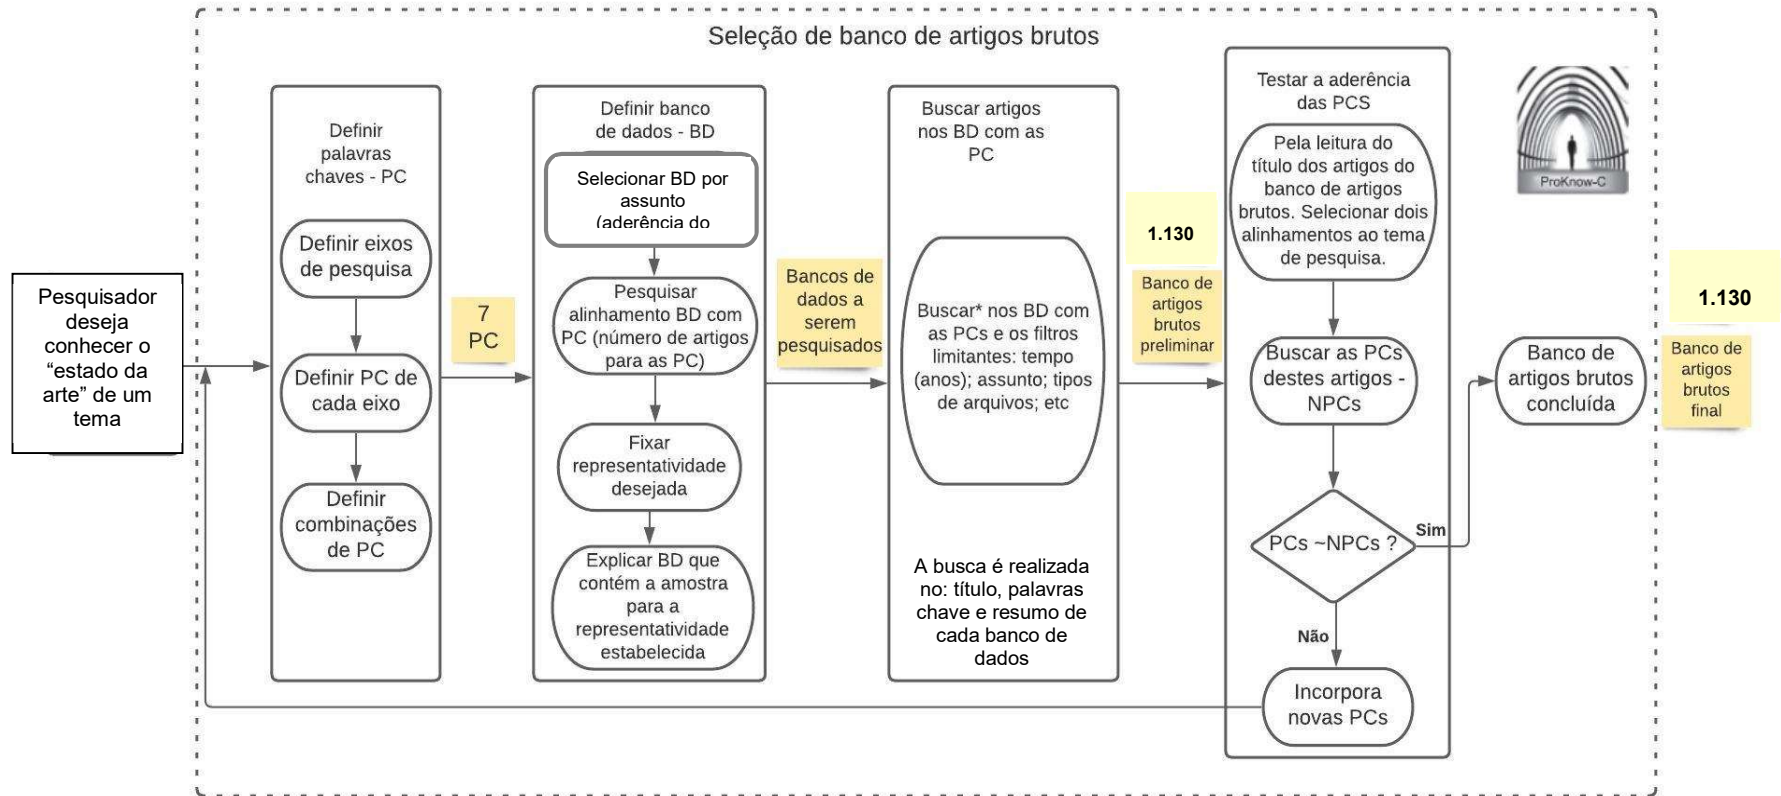 Seleção de banco de artigos brutos
Pesquisador
deseja
conhecer o
“estado da
arte” de um
tema
Definir
palavras
chaves - PC
Definir eixos
de pesquisa
Definir PC de
cada eixo
Definir
combinações
de PC
7
PC
Definir banco
de dados - BD
Selecionar BD por
assunto
(aderência do
Pesquisar
alinhamento BD com
PC (número de artigos
para as PC)
Fixar
representatividade
desejada
Explicar BD que
contém a amostra
para a
representatividade
estabelecida
Bancos de
dados a
serem
pesquisados
Buscar artigos
nos BD com as
PC
Buscar* nos BD com
as PCs e os filtros
limitantes: tempo
(anos); assunto; tipos
de arquivos; etc
A busca é realizada
no: título, palavras
chave e resumo de
cada banco de
dados
1.130
Banco de
artigos
brutos
preliminar
Testar a aderência
das PCS
Pela leitura do
título dos artigos do
banco de artigos
brutos. Selecionar dois
alinhamentos ao tema
de pesquisa.
Buscar as PCs
destes artigos -
NPCs
PCs ~NPCs ?
Sim
Não
Incorpora
novas PCs
ProKnow-C
Banco de
artigos brutos
concluída
1.130
Banco de
artigos
brutos
final